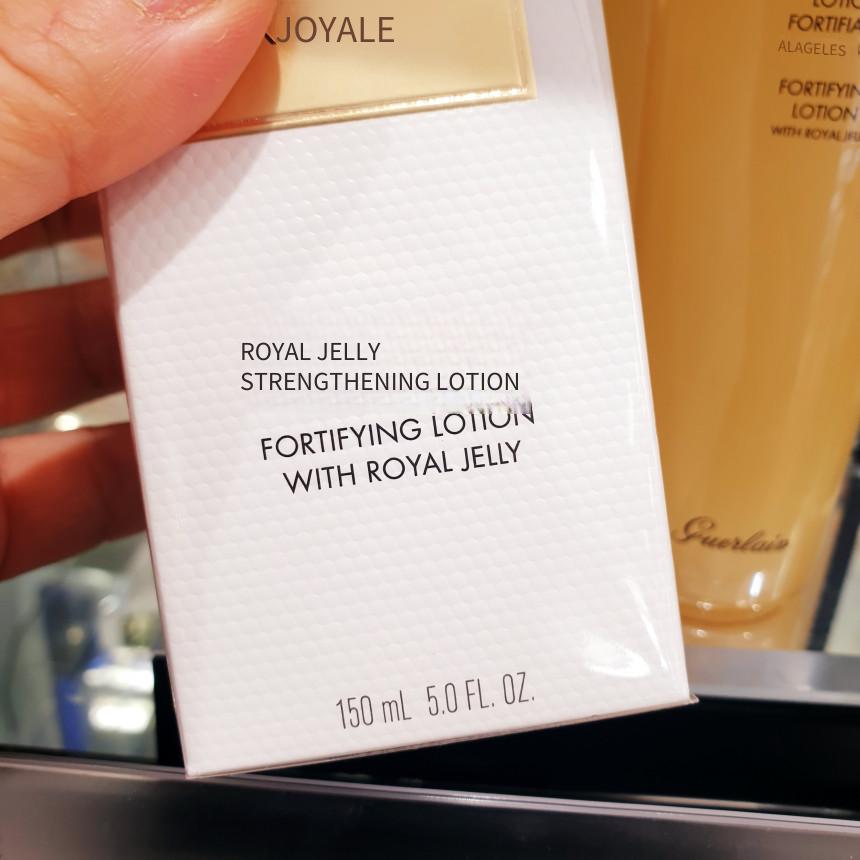 JOYALE
ROYAL JELLY
STRENGTHENING LOTION
FORTIFYING LOTION
WITH ROYAL JELLY
150 mL 5.0 FL. OZ.
FORTIFYIN
LOTION
WITH ROYAL JEL
Guerlain